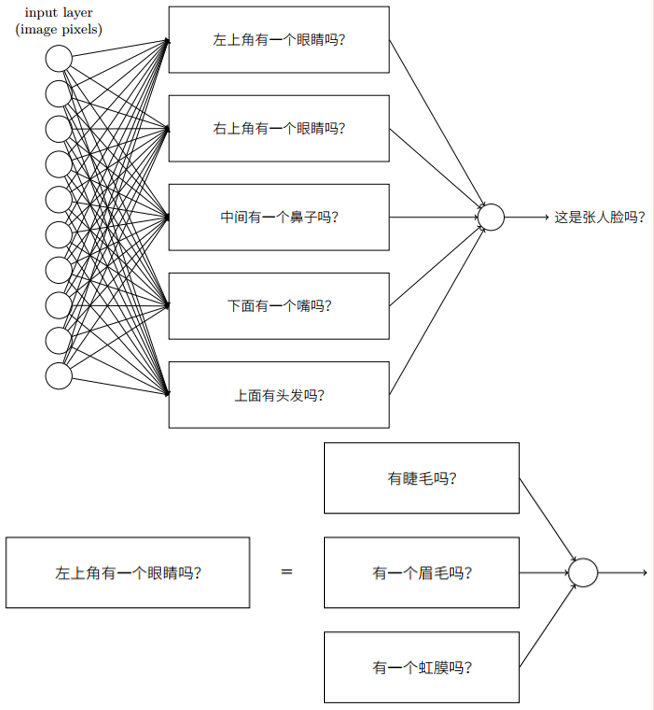 input layer
(image pixels)
左上角有一个眼睛吗？
右上角有一个眼睛吗？
中间有一个鼻子吗？
这是张人脸吗？
下面有一个嘴吗？
上面有头发吗？
有睫毛吗？
左上角有一个眼睛吗？
=
有一个眉毛吗？
有一个虹膜吗？